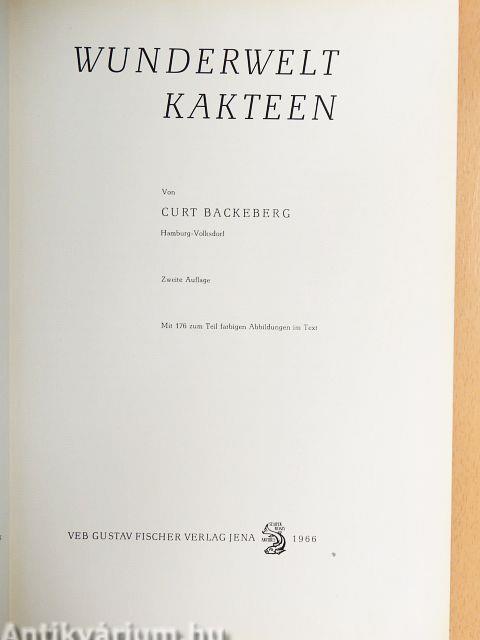 WUNDERWELT
KAKTEEN
Von
CURT BACKEBERG
Hamburg-Volksdorf
Zweite Auflage
Mit 176 zum Teil farbigen Abbildungen im Text
VEB GUSTAV FISCHER VERLAG JENA 1966
Antikvárium.hu